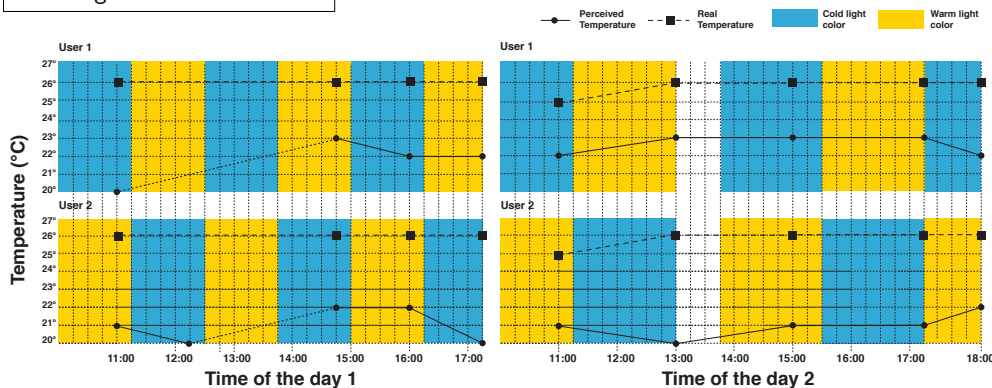 Perceived Temperature
Real Temperature
Cold light color
Warm light color
User 1
User 1
27°
26°
25°
24°
23°
22°
21°
20°
User 2
User 2
27°
26°
25°
24°
23°
22°
21°
20°
Temperature (°C)
11:00 12:00 13:00 14:00 15:00 16:00 17:00
11:00 12:00 13:00 14:00 15:00 16:00 17:00 18:00
Time of the day 1
Time of the day 2